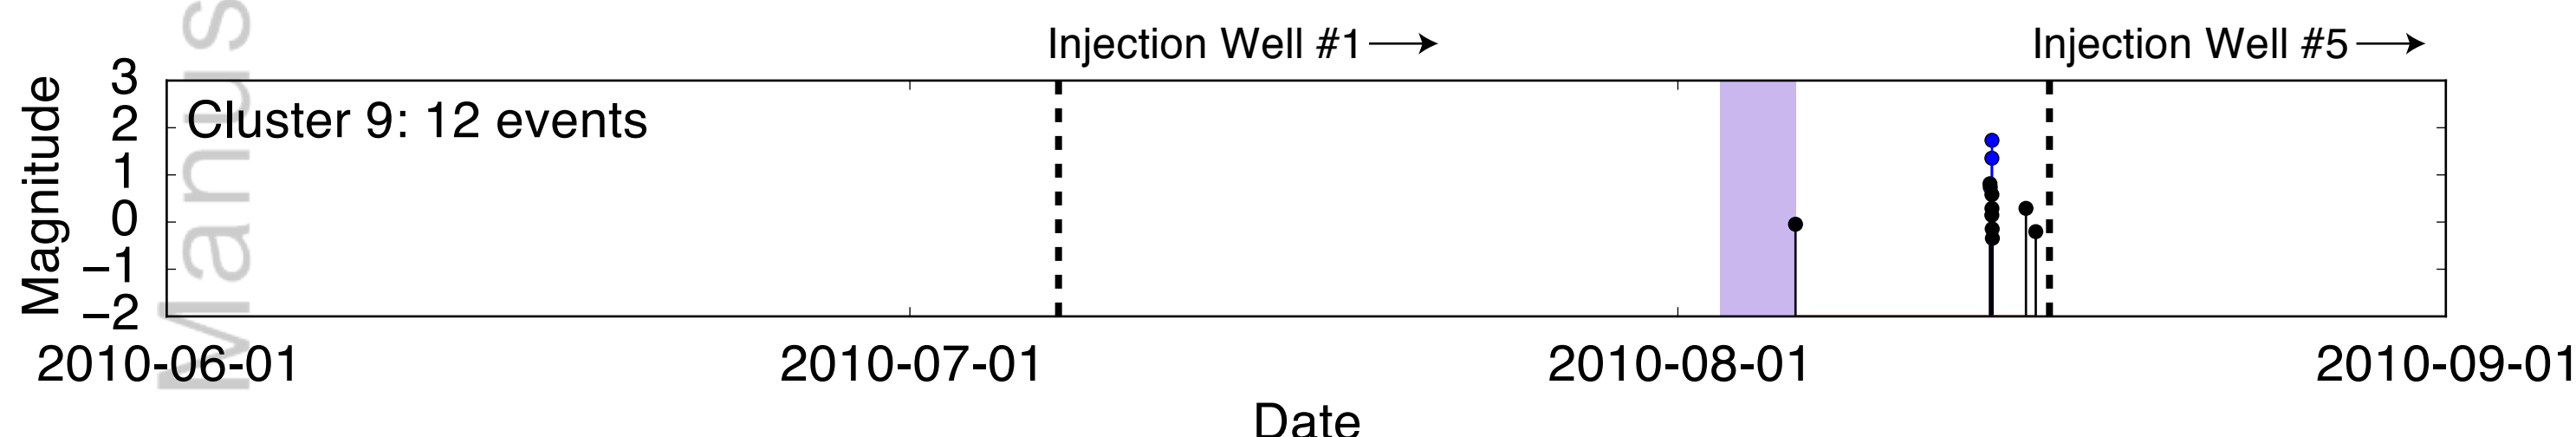 Injection Well #1
Injection Well #5
Magnitude
3
2
1
0
−1
−2
Cluster 9: 12 events
Manus
2010-06-01
2010-07-01
2010-08-01
2010-09-01
Date